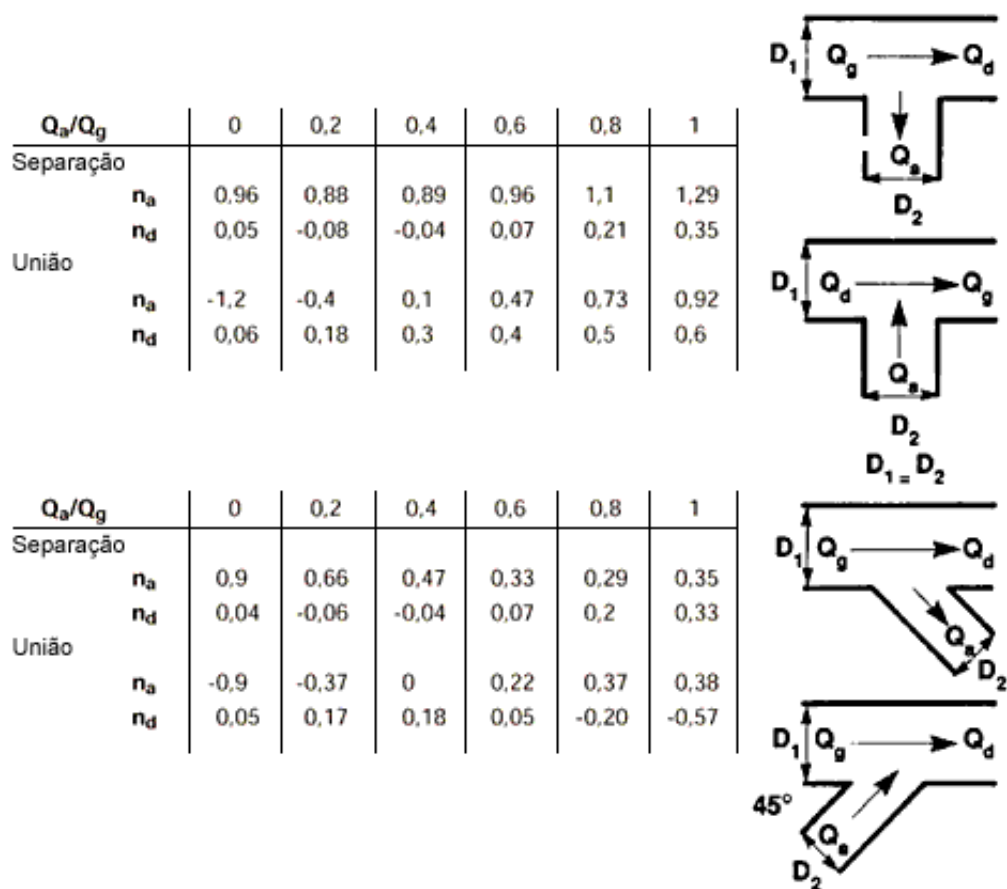 Qa/Qg 0 0,2 0,4 0,6 0,8 1
Separação
na 0,96 0,88 0,89 0,96 1,1 1,29
nd 0,05 -0,08 -0,04 0,07 0,21 0,35
União
na -1,2 -0,4 0,1 0,47 0,73 0,92
nd 0,06 0,18 0,3 0,4 0,5 0,6
D1 Qg Qd
Qa
D2
D1 Qd Qg
Qa
D2
D1 = D2
Qa/Qg 0 0,2 0,4 0,6 0,8 1
Separação
na 0,9 0,66 0,47 0,33 0,29 0,35
nd 0,04 -0,06 -0,04 0,07 0,2 0,33
União
na -0,9 -0,37 0 0,22 0,37 0,38
nd 0,05 0,17 0,18 0,05 -0,20 -0,57
D1 Qg Qd
Qa
D2
D1 Qg Qd
45°
Qa
D2